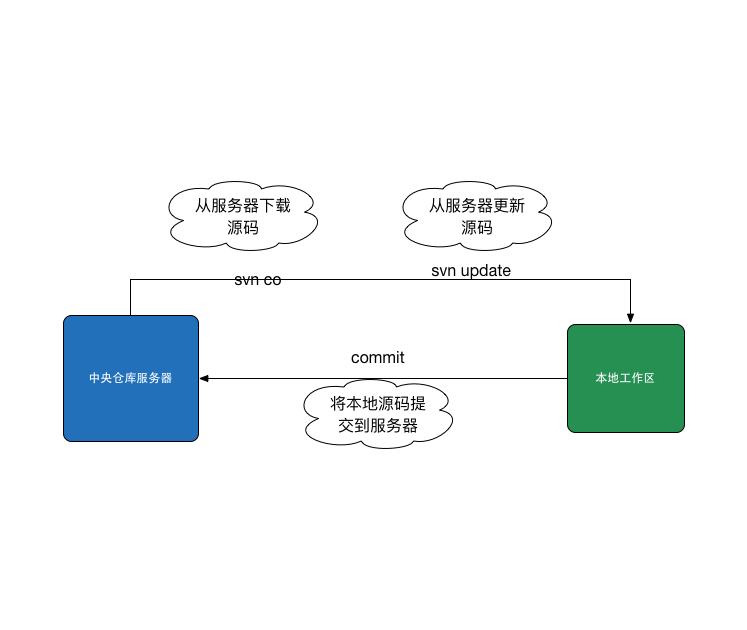 从服务器下载
源码
从服务器更新
源码
svn co
svn update
中央仓库服务器
commit
本地工作区
将本地源码提
交到服务器